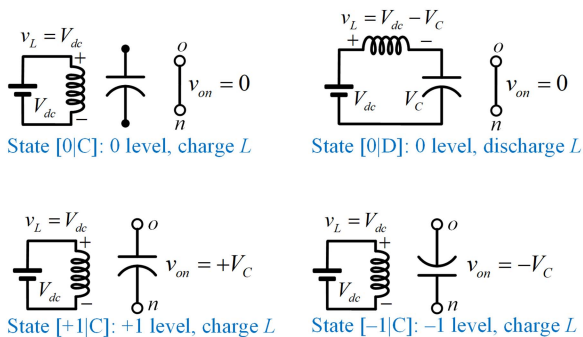 v_L = V_dc
+
V_dc
−
o
v_on = 0
n
State [0|C]: 0 level, charge L
v_L = V_dc − V_C
+ −
V_dc
V_C
o
v_on = 0
n
State [0|D]: 0 level, discharge L
v_L = V_dc
+
V_dc
−
o
v_on = +V_C
n
State [+1|C]: +1 level, charge L
v_L = V_dc
+
V_dc
−
o
v_on = −V_C
n
State [−1|C]: −1 level, charge L